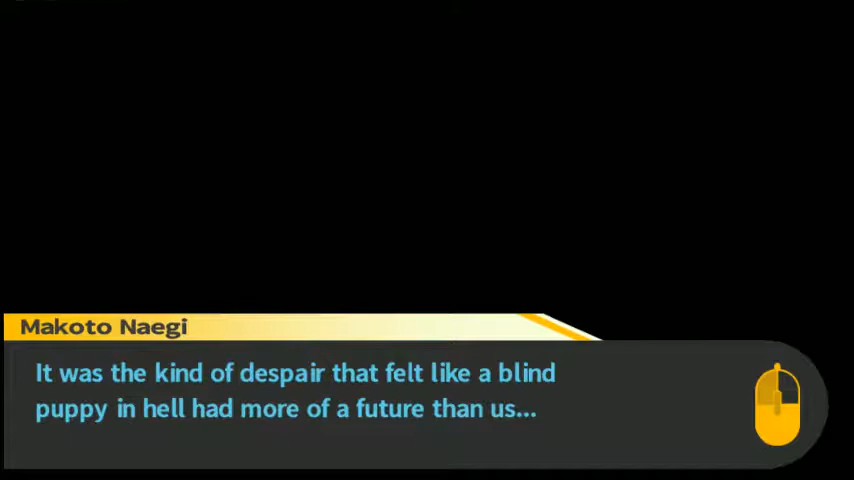 Makoto Naegi
It was the kind of despair that felt like a blind
puppy in hell had more of a future than us...